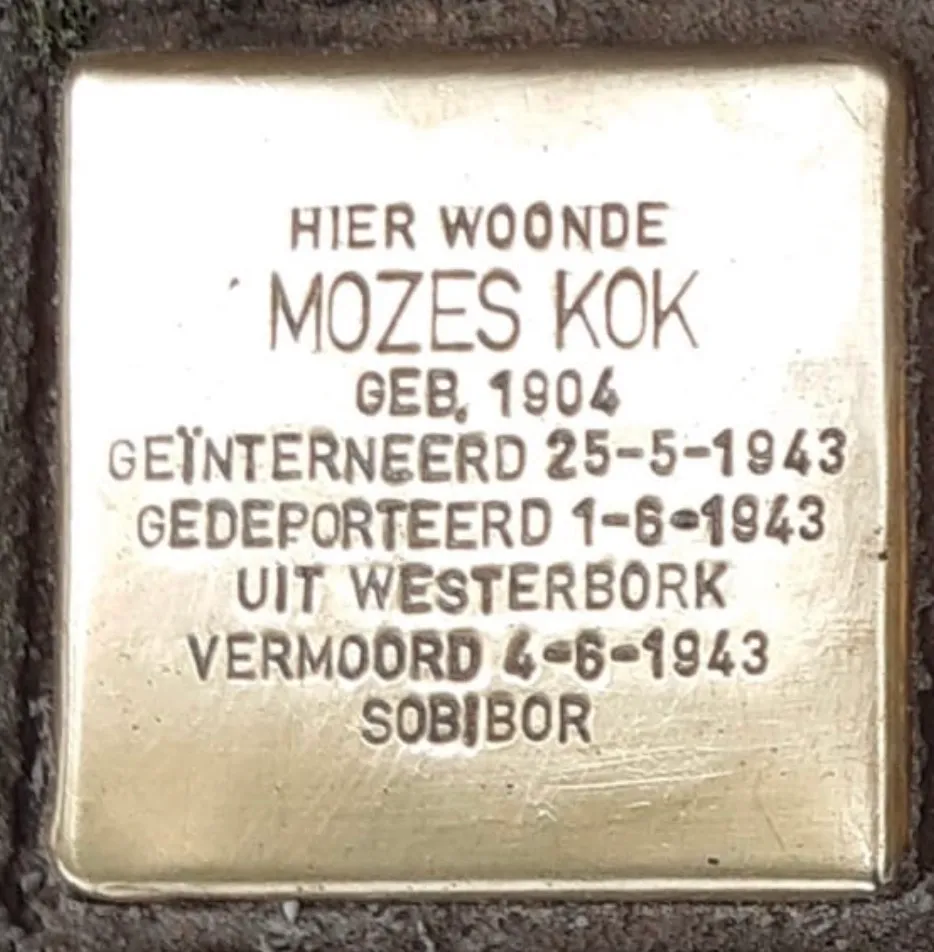 HIER WOONDE
MOZES KOK
GEB. 1904
GEÏNTERNEERD 25-5-1943
GEDEPORTEERD 1-6-1943
UIT WESTERBORK
VERMOORD 4-6-1943
SOBIBOR